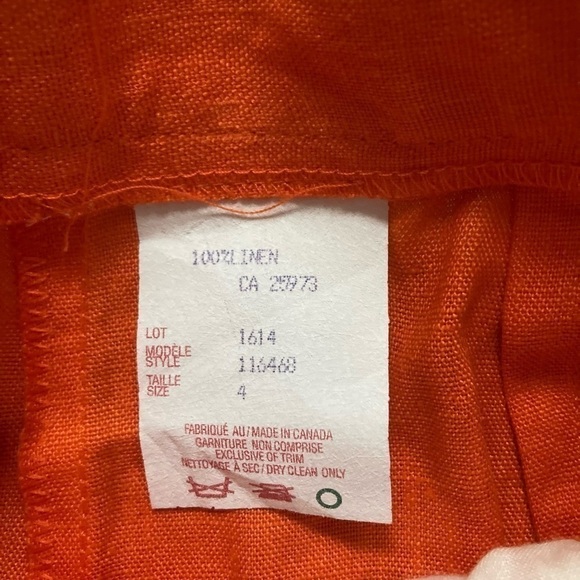 100%LINEN
CA 25973
LOT 1614
MODÈLE
STYLE 116468
TAILLE
SIZE 4
FABRIQUÉ AU/MADE IN CANADA
GARNITURE NON COMPRISE
EXCLUSIVE OF TRIM
NETTOYAGE À SEC/DRY CLEAN ONLY